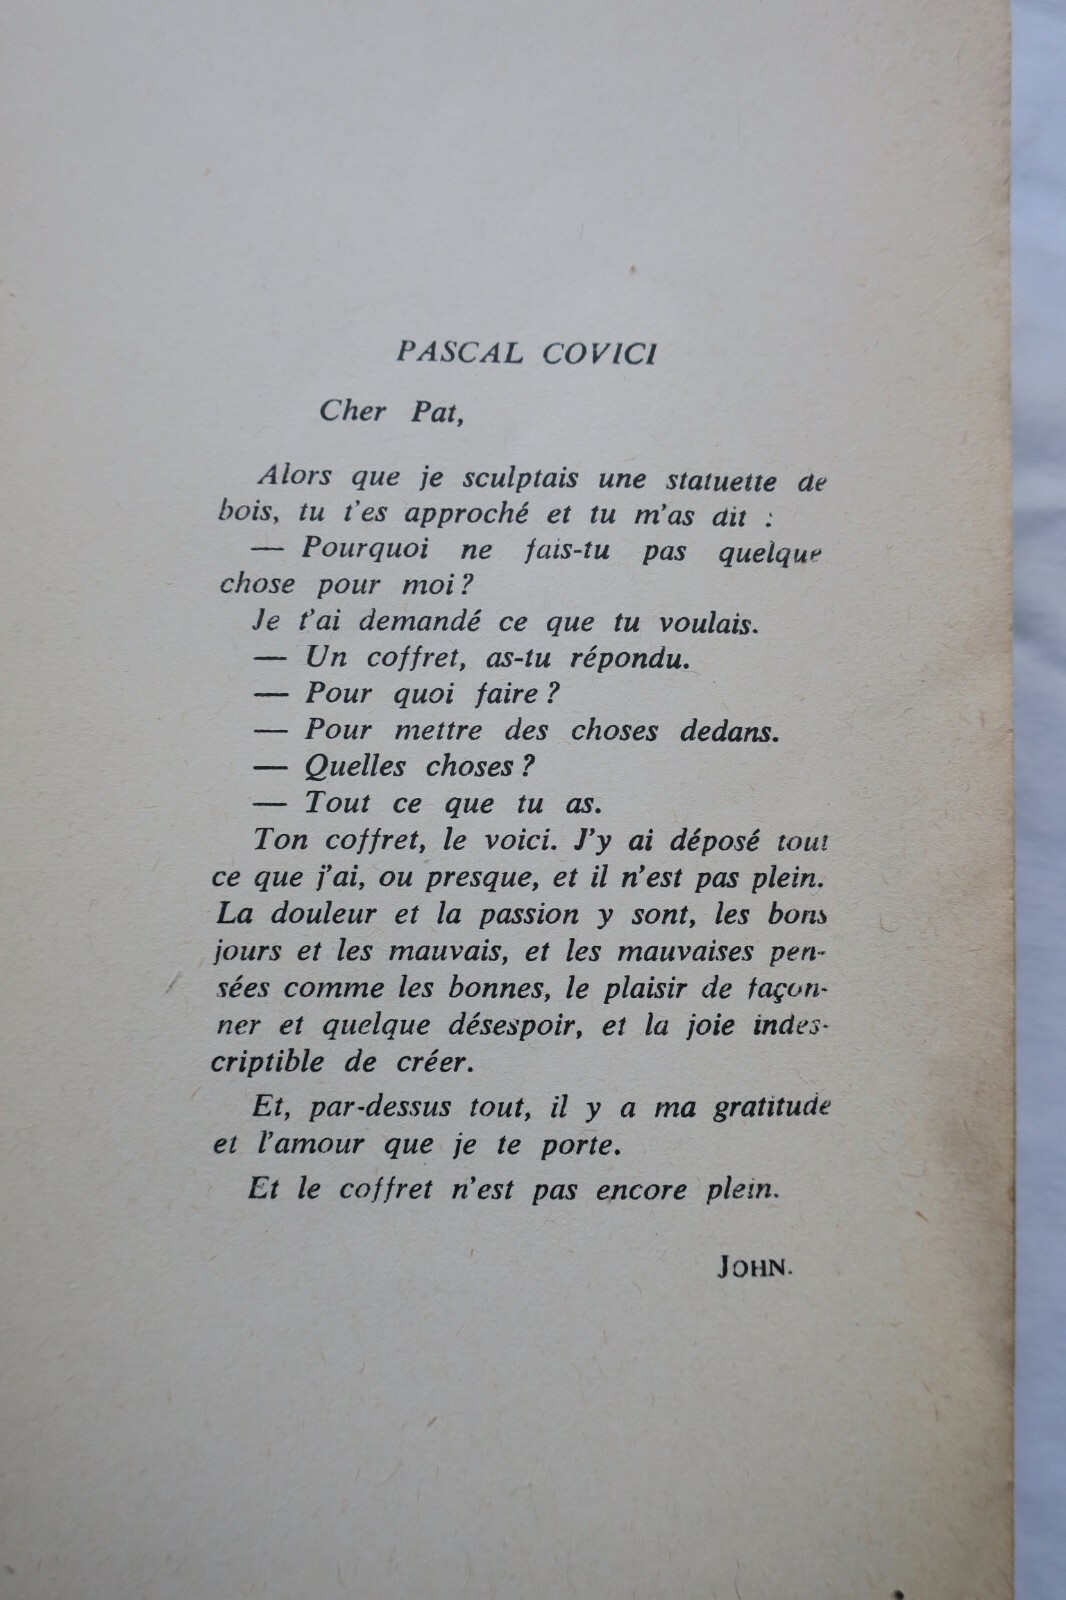 PASCAL COVICI
Cher Pat,
Alors que je sculptais une statuette de
bois, tu t'es approché et tu m'as dit :
— Pourquoi ne fais-tu pas quelque
chose pour moi ?
Je t'ai demandé ce que tu voulais.
— Un coffret, as-tu répondu.
— Pour quoi faire ?
— Pour mettre des choses dedans.
— Quelles choses ?
— Tout ce que tu as.
Ton coffret, le voici. J'y ai déposé tout
ce que j'ai, ou presque, et il n'est pas plein.
La douleur et la passion y sont, les bons
jours et les mauvais, et les mauvaises pen-
sées comme les bonnes, le plaisir de façon-
ner et quelque désespoir, et la joie indes-
criptible de créer.
Et, par-dessus tout, il y a ma gratitude
et l'amour que je te porte.
Et le coffret n'est pas encore plein.
JOHN.